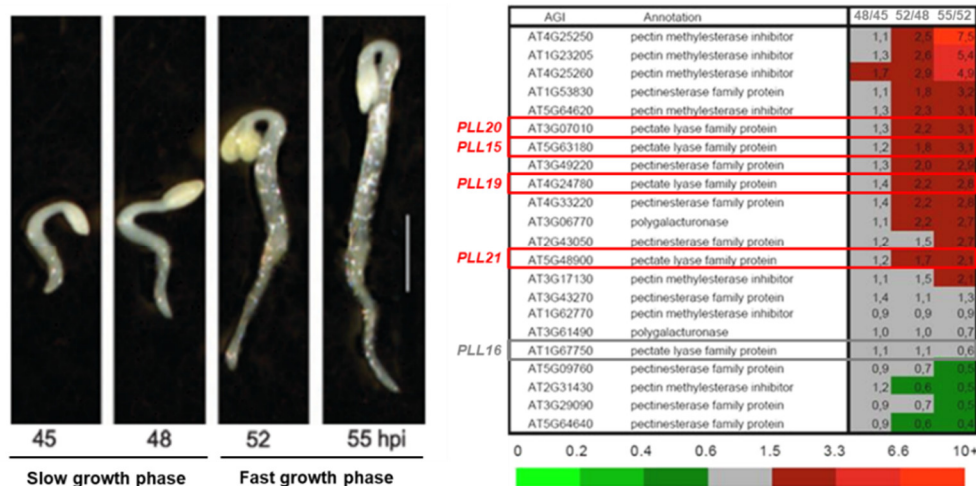 45
48
52
55 hpi
Slow growth phase
Fast growth phase
AGI Annotation 48/45 52/48 55/52
AT4G25250 pectin methylesterase inhibitor 1,1 2,5 7,5
AT1G23205 pectin methylesterase inhibitor 1,3 2,6 5,4
AT4G25260 pectin methylesterase inhibitor 1,7 2,9 4,9
AT1G53830 pectinesterase family protein 1,1 1,8 3,2
AT5G64620 pectin methylesterase inhibitor 1,3 2,3 3,1
PLL20 AT3G07010 pectate lyase family protein 1,3 2,2 3,1
PLL15 AT5G63180 pectate lyase family protein 1,2 1,8 3,1
AT3G49220 pectinesterase family protein 1,3 2,0 2,9
PLL19 AT4G24780 pectate lyase family protein 1,4 2,2 2,8
AT4G33220 pectinesterase family protein 1,4 2,2 2,8
AT3G06770 polygalacturonase 1,1 2,2 2,7
AT2G43050 pectinesterase family protein 1,2 1,5 2,7
PLL21 AT5G48900 pectate lyase family protein 1,2 1,7 2,1
AT3G17130 pectin methylesterase inhibitor 1,1 1,5 2,1
AT3G43270 pectinesterase family protein 1,4 1,1 1,3
AT1G62770 pectin methylesterase inhibitor 0,9 0,9 0,9
AT3G61490 polygalacturonase 1,0 1,0 0,7
PLL16 AT1G67750 pectate lyase family protein 1,1 1,1 0,6
AT5G09760 pectinesterase family protein 0,9 0,7 0,5
AT2G31430 pectin methylesterase inhibitor 1,2 0,6 0,5
AT3G29090 pectinesterase family protein 0,9 0,7 0,5
AT5G64640 pectinesterase family protein 0,9 0,6 0,4
0 0.2 0.4 0.6 1.5 3.3 6.6 10+